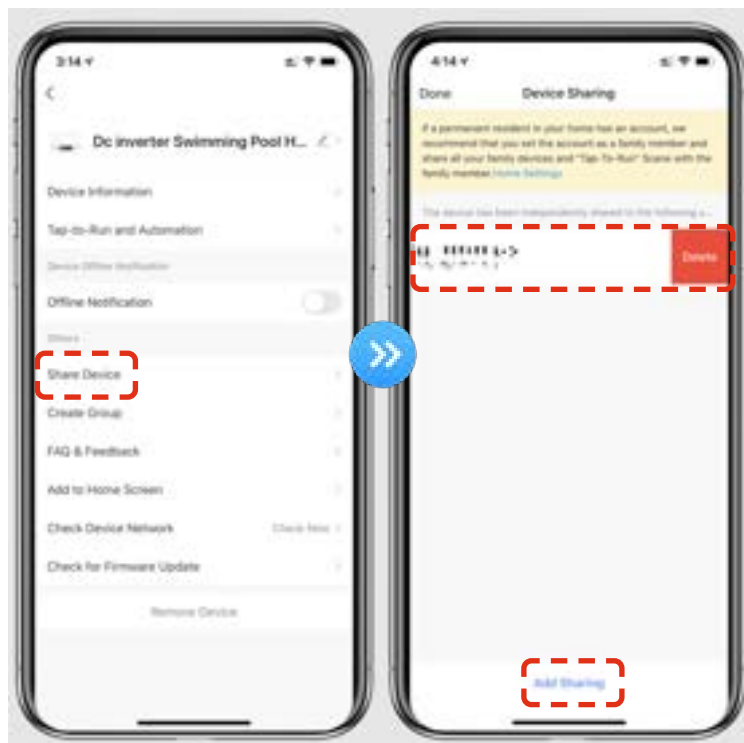 3:14
Dc inverter Swimming Pool H...
Device Information
Tap-to-Run and Automation
Device Offline Notification
Offline Notification
Others
Share Device
Create Group
FAQ & Feedback
Add to Home Screen
Check Device Network
Check Now
Check for Firmware Update
Remove Device
4:14
Done
Device Sharing
If a permanent resident in your home has an account, we
recommend that you set the account as a family member and
share all your family devices and "Tap-To-Run" Scene with the
family member. Home Settings
The device has been independently shared to the following a...
Delete
Add Sharing